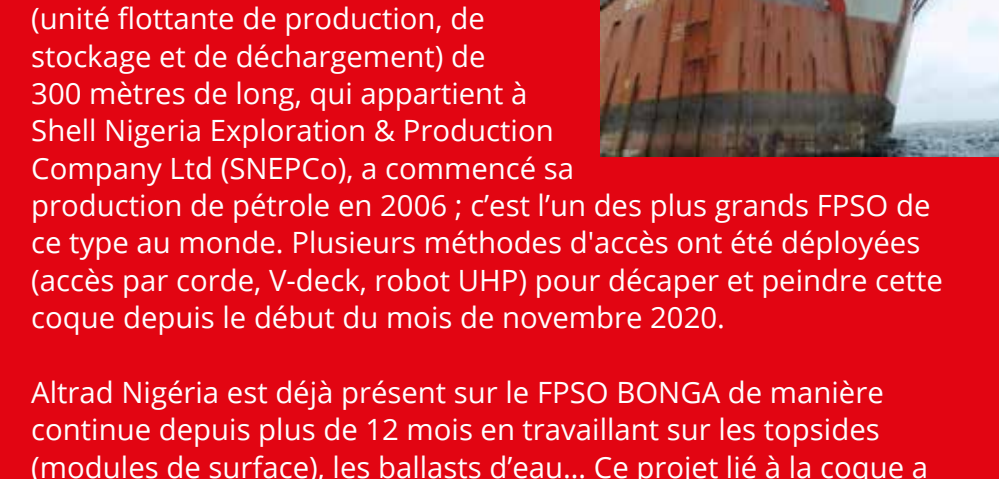 (unité flottante de production, de
stockage et de déchargement) de
300 mètres de long, qui appartient à
Shell Nigeria Exploration & Production
Company Ltd (SNEPCo), a commencé sa
production de pétrole en 2006 ; c’est l’un des plus grands FPSO de
ce type au monde. Plusieurs méthodes d'accès ont été déployées
(accès par corde, V-deck, robot UHP) pour décaper et peindre cette
coque depuis le début du mois de novembre 2020.
Altrad Nigéria est déjà présent sur le FPSO BONGA de manière
continue depuis plus de 12 mois en travaillant sur les topsides
(modules de surface), les ballasts d’eau... Ce projet lié à la coque a